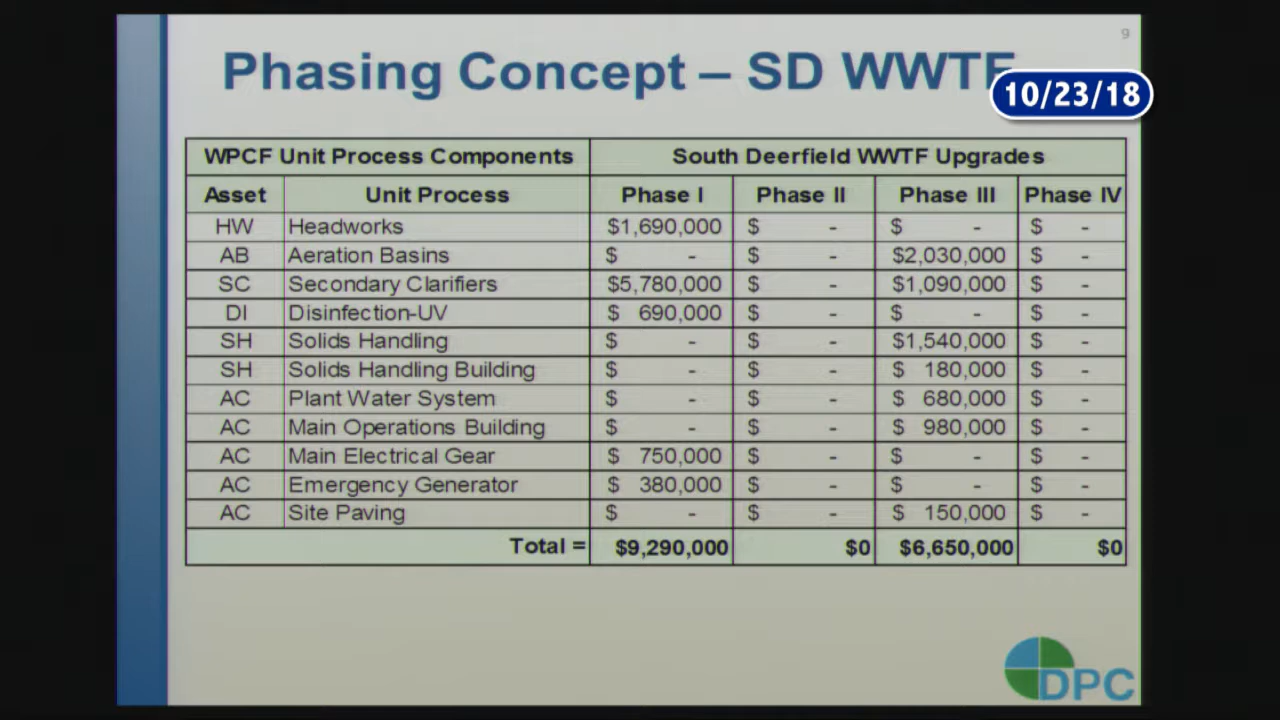 9
Phasing Concept – SD WWTF
10/23/18
WPCF Unit Process Components South Deerfield WWTF Upgrades
Asset Unit Process Phase I Phase II Phase III Phase IV
HW Headworks $1,690,000 $ - $ - $ -
AB Aeration Basins $ - $ - $2,030,000 $ -
SC Secondary Clarifiers $5,780,000 $ - $1,090,000 $ -
DI Disinfection-UV $ 690,000 $ - $ - $ -
SH Solids Handling $ - $ - $1,540,000 $ -
SH Solids Handling Building $ - $ - $ 180,000 $ -
AC Plant Water System $ - $ - $ 680,000 $ -
AC Main Operations Building $ - $ - $ 980,000 $ -
AC Main Electrical Gear $ 750,000 $ - $ - $ -
AC Emergency Generator $ 380,000 $ - $ - $ -
AC Site Paving $ - $ - $ 150,000 $ -
Total = $9,290,000 $0 $6,650,000 $0
DPC